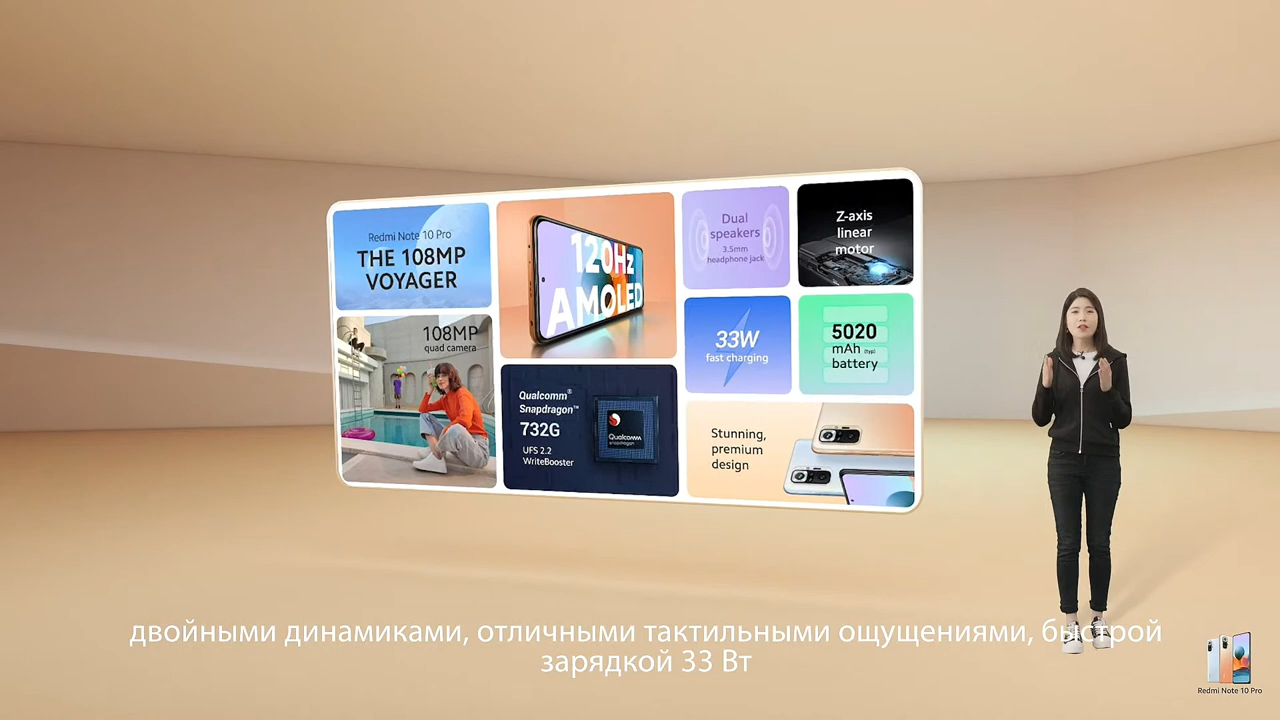 Redmi Note 10 Pro
THE 108MP
VOYAGER
108MP
quad camera
120Hz
AMOLED
Qualcomm®
Snapdragon™
732G
UFS 2.2
WriteBooster
Qualcomm
snapdragon
Dual
speakers
3.5mm
headphone jack
Z-axis
linear
motor
33W
fast charging
5020
mAh (typ)
battery
Stunning,
premium
design
двойными динамиками, отличными тактильными ощущениями, быстрой
зарядкой 33 Вт
Redmi Note 10 Pro